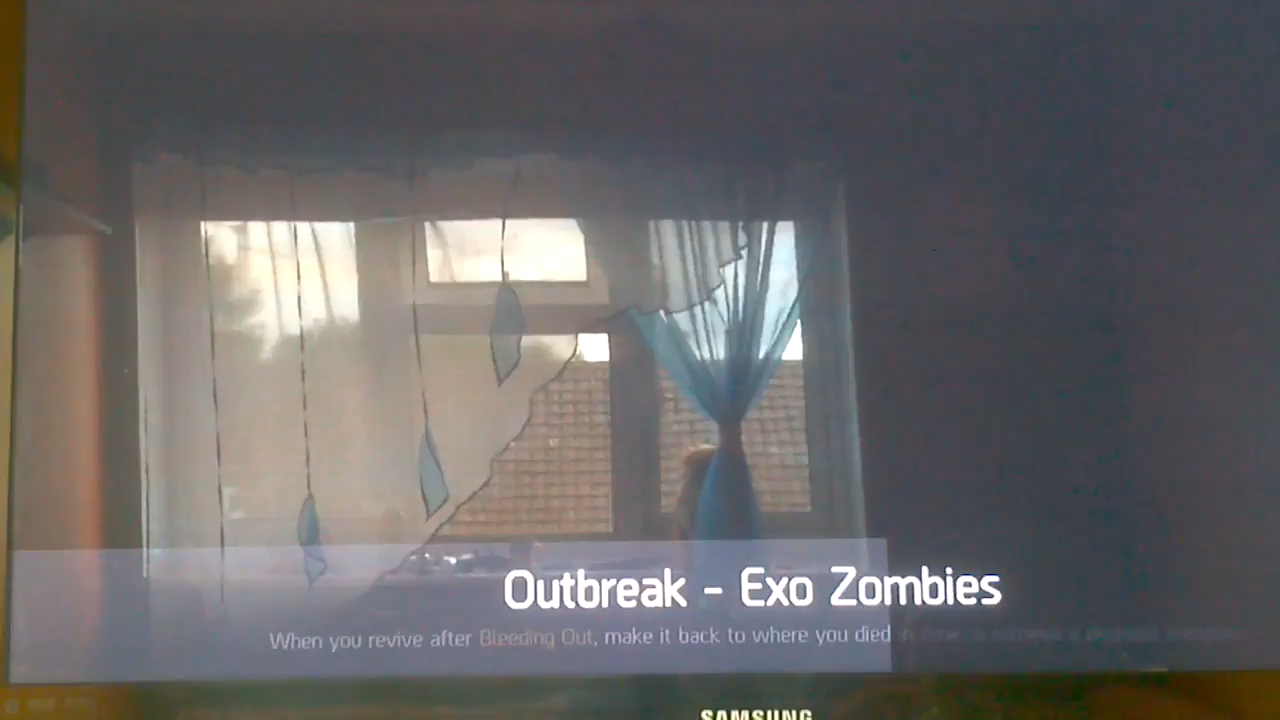 Outbreak - Exo Zombies
When you revive after Bleeding Out, make it back to where you died
SAMSUNG